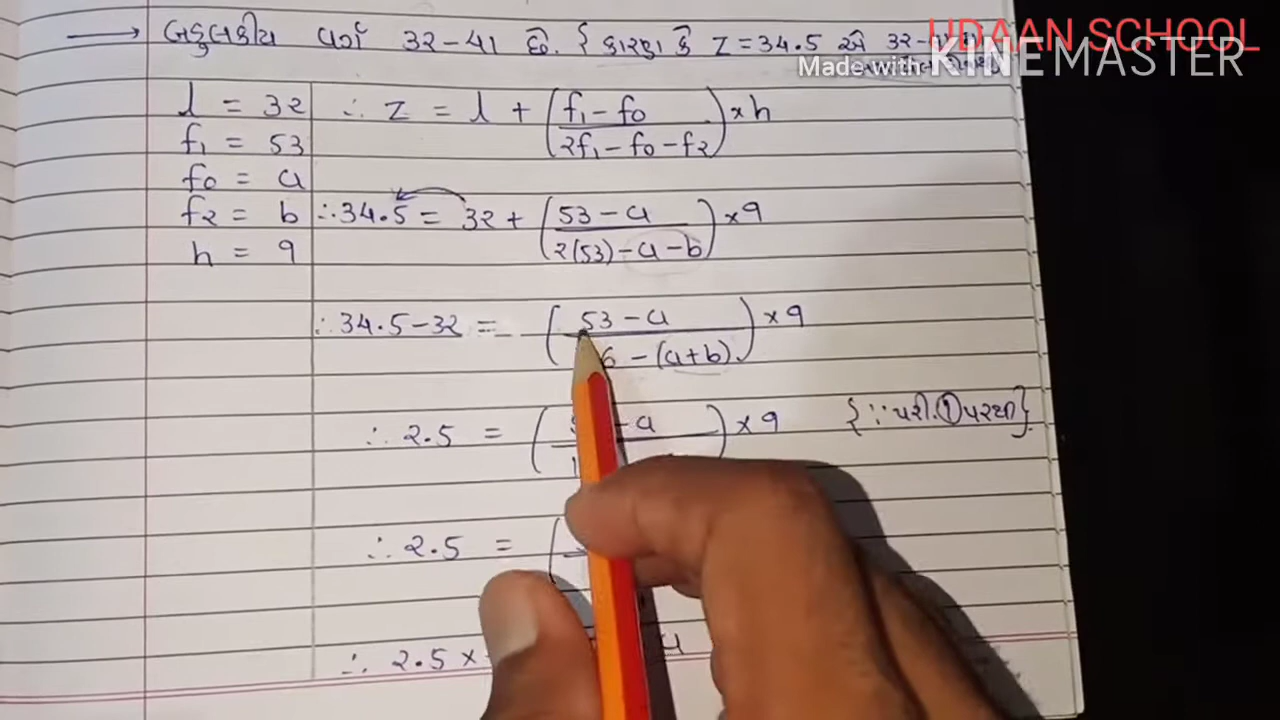 UDAAN SCHOOL
Made with KINEMASTER
→ બહુલકીય વર્ગ 32-41 છે. { કારણ કે Z = 34.5 એ 32-
l = 32
f1 = 53
f0 = a
f2 = b
h = 9
∴ Z = l + (f1 - f0 / 2f1 - f0 - f2) × h
∴ 34.5 = 32 + (53 - a / 2(53) - a - b) × 9
∴ 34.5 - 32 = (53 - a / 6 - (a+b)) × 9
∴ 2.5 = ( - a / 1 ) × 9 {∵ પરી. ① પરથી}
∴ 2.5 = (
∴ 2.5 ×